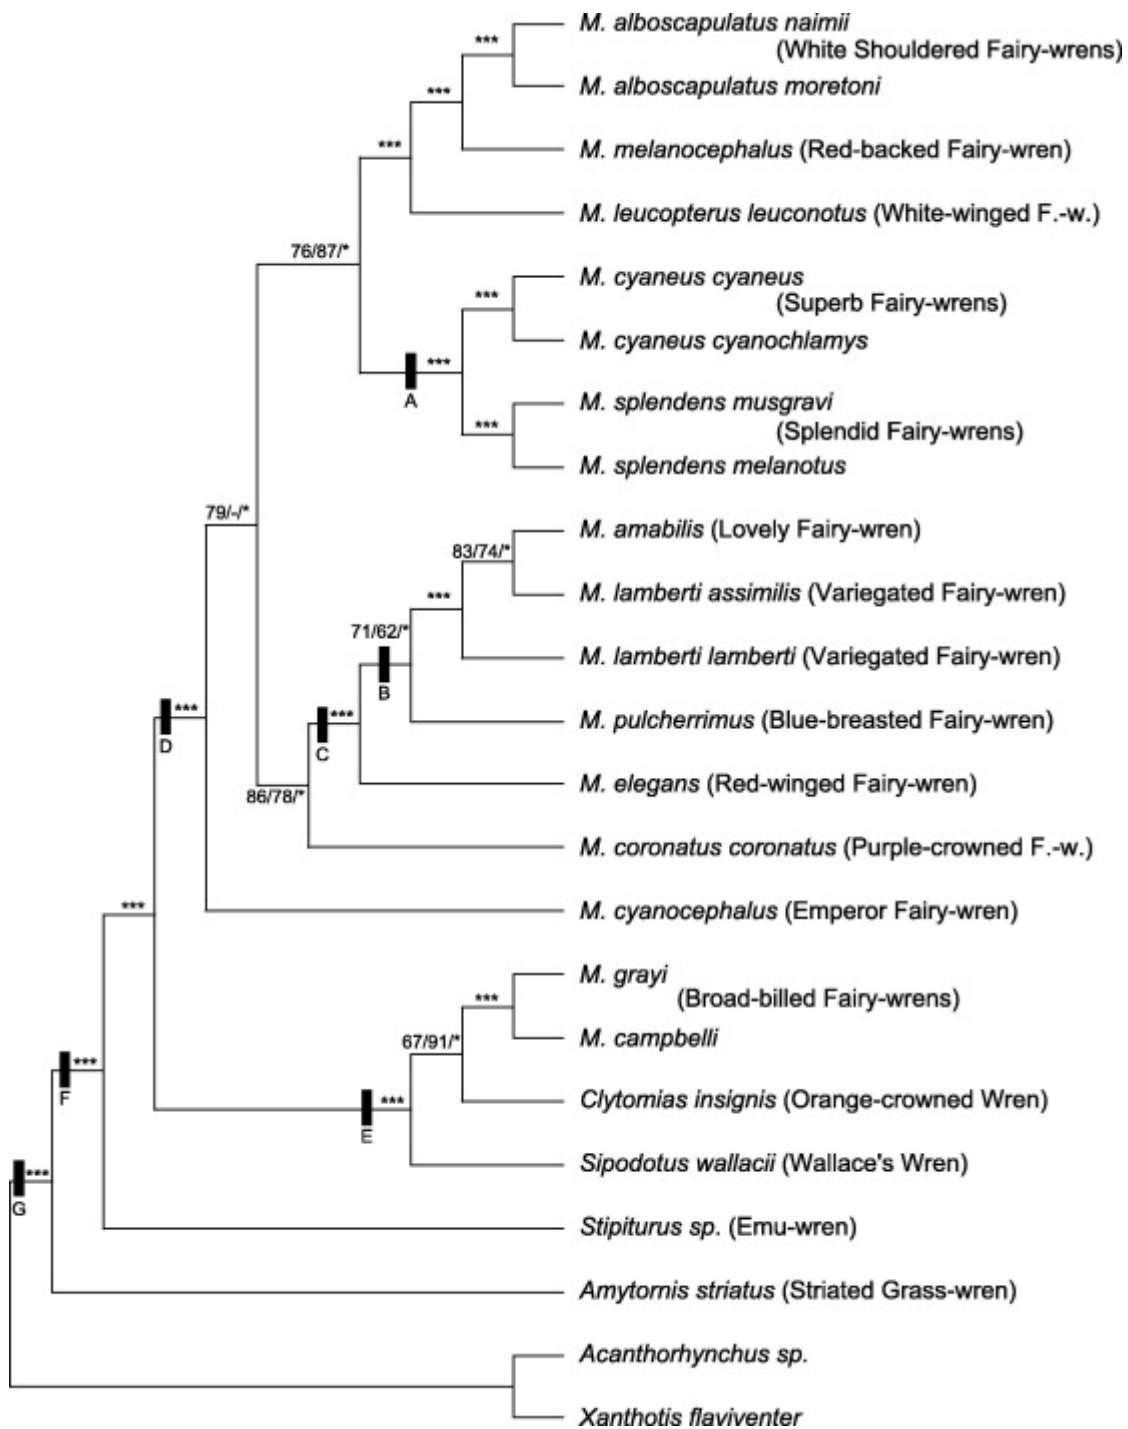 M. alboscapulatus naimii
***
(White Shouldered Fairy-wrens)
M. alboscapulatus moretoni
***
M. melanocephalus (Red-backed Fairy-wren)
***
M. leucopterus leuconotus (White-winged F.-w.)
76/87/*
M. cyaneus cyaneus
***
(Superb Fairy-wrens)
M. cyaneus cyanochlamys
***
A
M. splendens musgravi
***
(Splendid Fairy-wrens)
M. splendens melanotus
79/-/*
M. amabilis (Lovely Fairy-wren)
83/74/*
M. lamberti assimilis (Variegated Fairy-wren)
***
71/62/*
M. lamberti lamberti (Variegated Fairy-wren)
B
***
D
***
C
M. pulcherrimus (Blue-breasted Fairy-wren)
M. elegans (Red-winged Fairy-wren)
86/78/*
M. coronatus coronatus (Purple-crowned F.-w.)
***
M. cyanocephalus (Emperor Fairy-wren)
M. grayi
***
(Broad-billed Fairy-wrens)
67/91/*
M. campbelli
***
F
***
E
Clytomias insignis (Orange-crowned Wren)
Sipodotus wallacii (Wallace's Wren)
***
G
Stipiturus sp. (Emu-wren)
Amytornis striatus (Striated Grass-wren)
Acanthorhynchus sp.
Xanthotis flaviventer